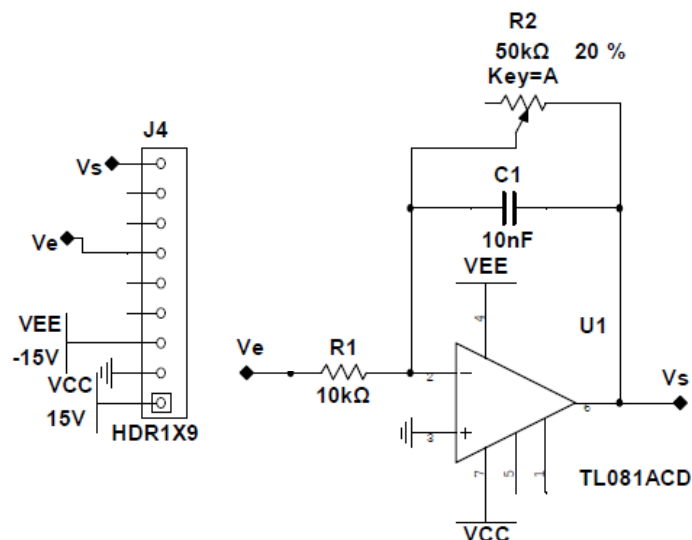 R2
50kΩ 20 %
Key=A
J4
Vs
C1
10nF
Ve
VEE
4
U1
VEE
-15V
VCC
15V
HDR1X9
Ve
R1
10kΩ
2
3
6
Vs
7
5
1
TL081ACD
VCC